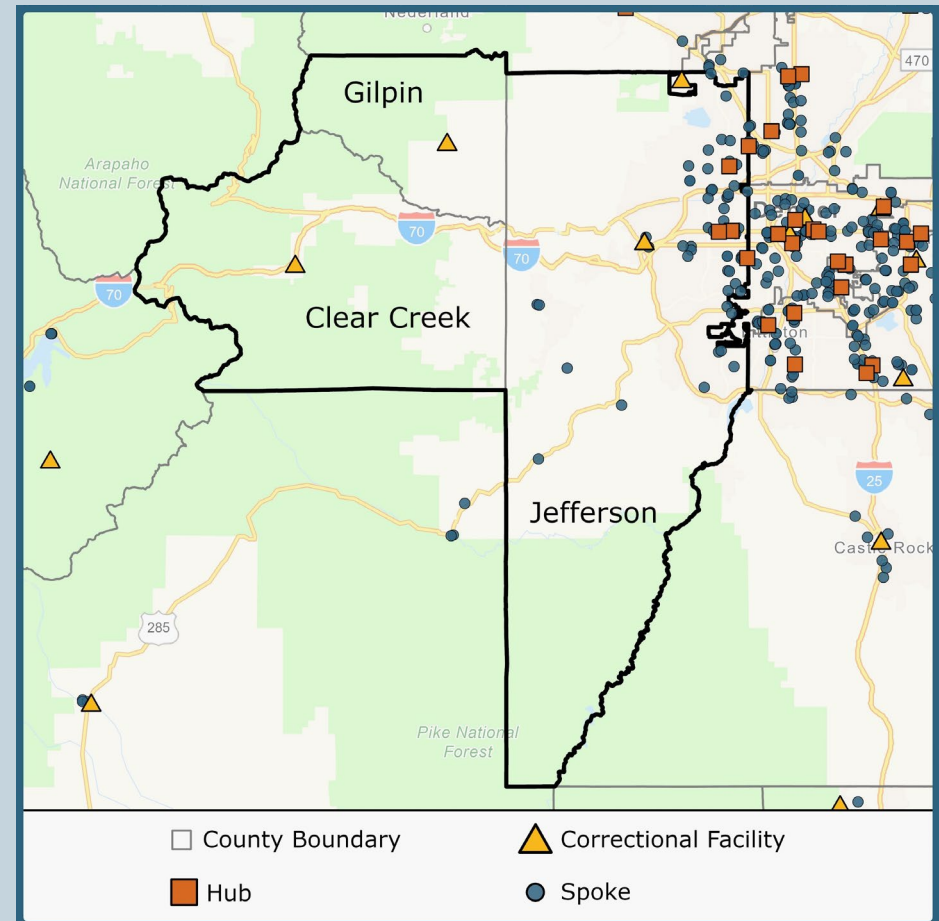 Nederland
470
Gilpin
Arapaho
National Forest
70
70
70
Clear Creek
Jefferson
25
Castle Rock
285
Pike National
Forest
County Boundary
Correctional Facility
Hub
Spoke